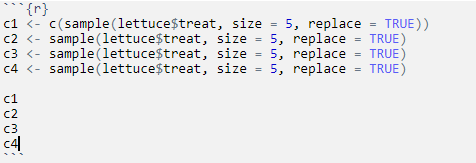 ```{r}
c1 <- c(sample(lettuce$treat, size = 5, replace = TRUE))
c2 <- sample(lettuce$treat, size = 5, replace = TRUE)
c3 <- sample(lettuce$treat, size = 5, replace = TRUE)
c4 <- sample(lettuce$treat, size = 5, replace = TRUE)
c1
c2
c3
c4
```